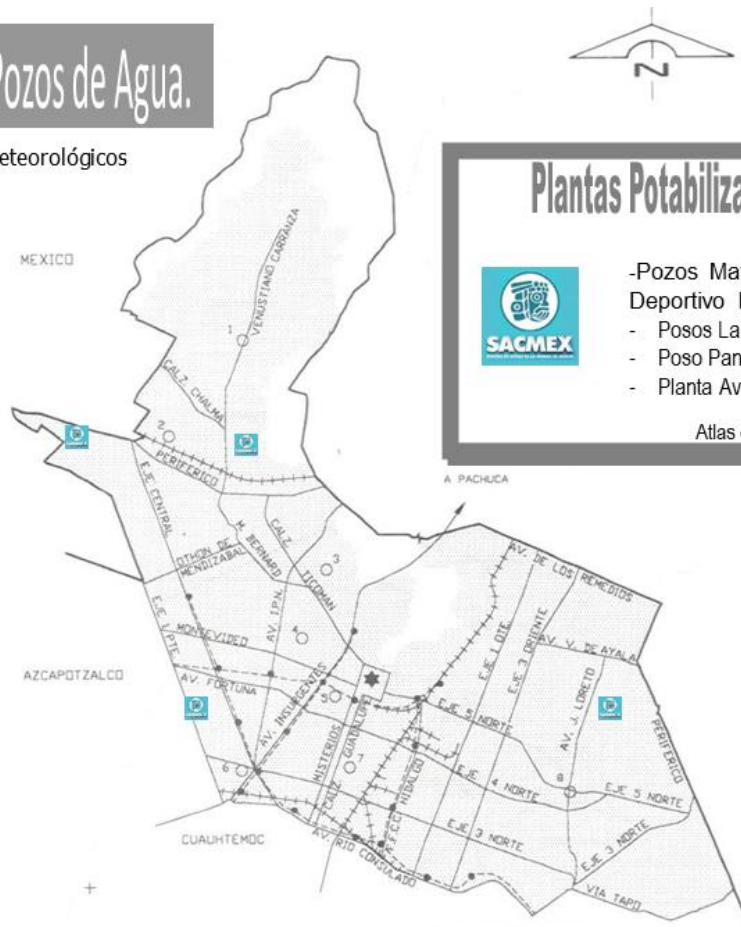 Pozos de Agua.
eteorológicos
N
Plantas Potabiliza
SACMEX
-Pozos Ma
Deportivo
- Posos La
- Poso Pan
- Planta Av
Atlas
MEXICO
1
VENUSTIANO CARRANZA
CALZ. CHALMA
2
PERIFERICO
A PACHUCA
EJE CENTRAL
M. BERNARD
CALZ. TICOMAN
OTHON DE MENDIZABAL
3
AV. DE LOS REMEDIOS
EJE 1 PTE.
AV. I.P.N.
4
MONTEVIDEO
EJE 1 OTE.
EJE 3 ORIENTE
AV. V. DE AYALA
AZCAPOTZALCO
AV. FORTUNA
5
AV. INSURGENTES
MISTERIOS
CALZ. GUADALUPE
AV. J. LORETO
EJE 5 NORTE
PERIFERICO
6
7
HIDALGO
A.F.C.C.
EJE 4 NORTE
8
EJE 5 NORTE
EJE 3 NORTE
EJE 3 NORTE
CUAUHTEMOC
AV. RIO CONSULADO
VIA TAPO